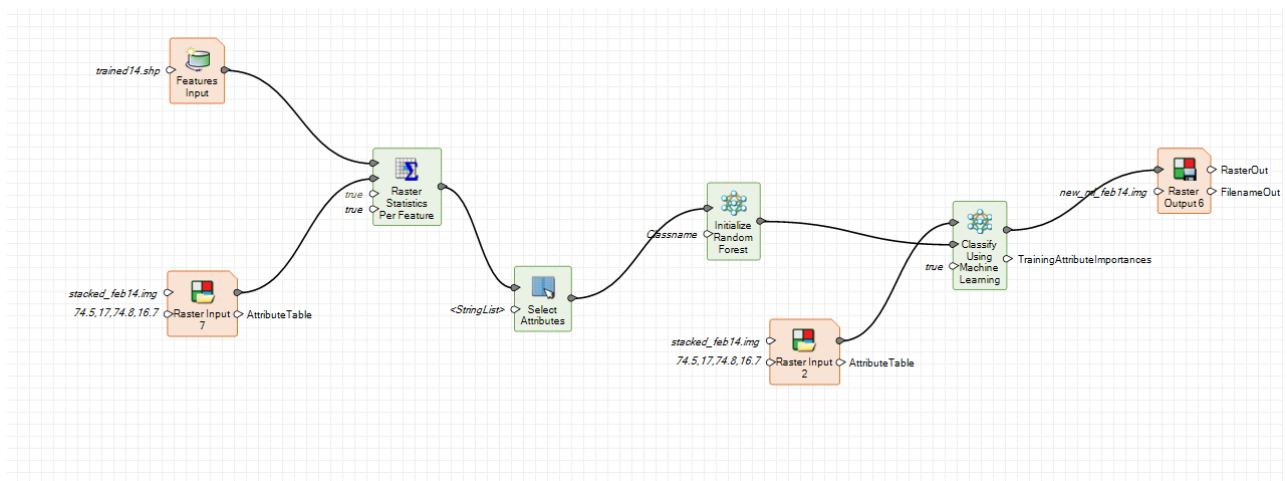 trained14.shp
Features
Input
true
true
Raster
Statistics
Per Feature
stacked_feb14.img
74.5,17,74.8,16.7
Raster Input
7
AttributeTable
<StringList>
Select
Attributes
Classname
Initialize
Random
Forest
stacked_feb14.img
74.5,17,74.8,16.7
Raster Input
2
AttributeTable
true
Classify
Using
Machine
Learning
TrainingAttributeImportances
Raster
Output 6
RasterOut
FilenameOut